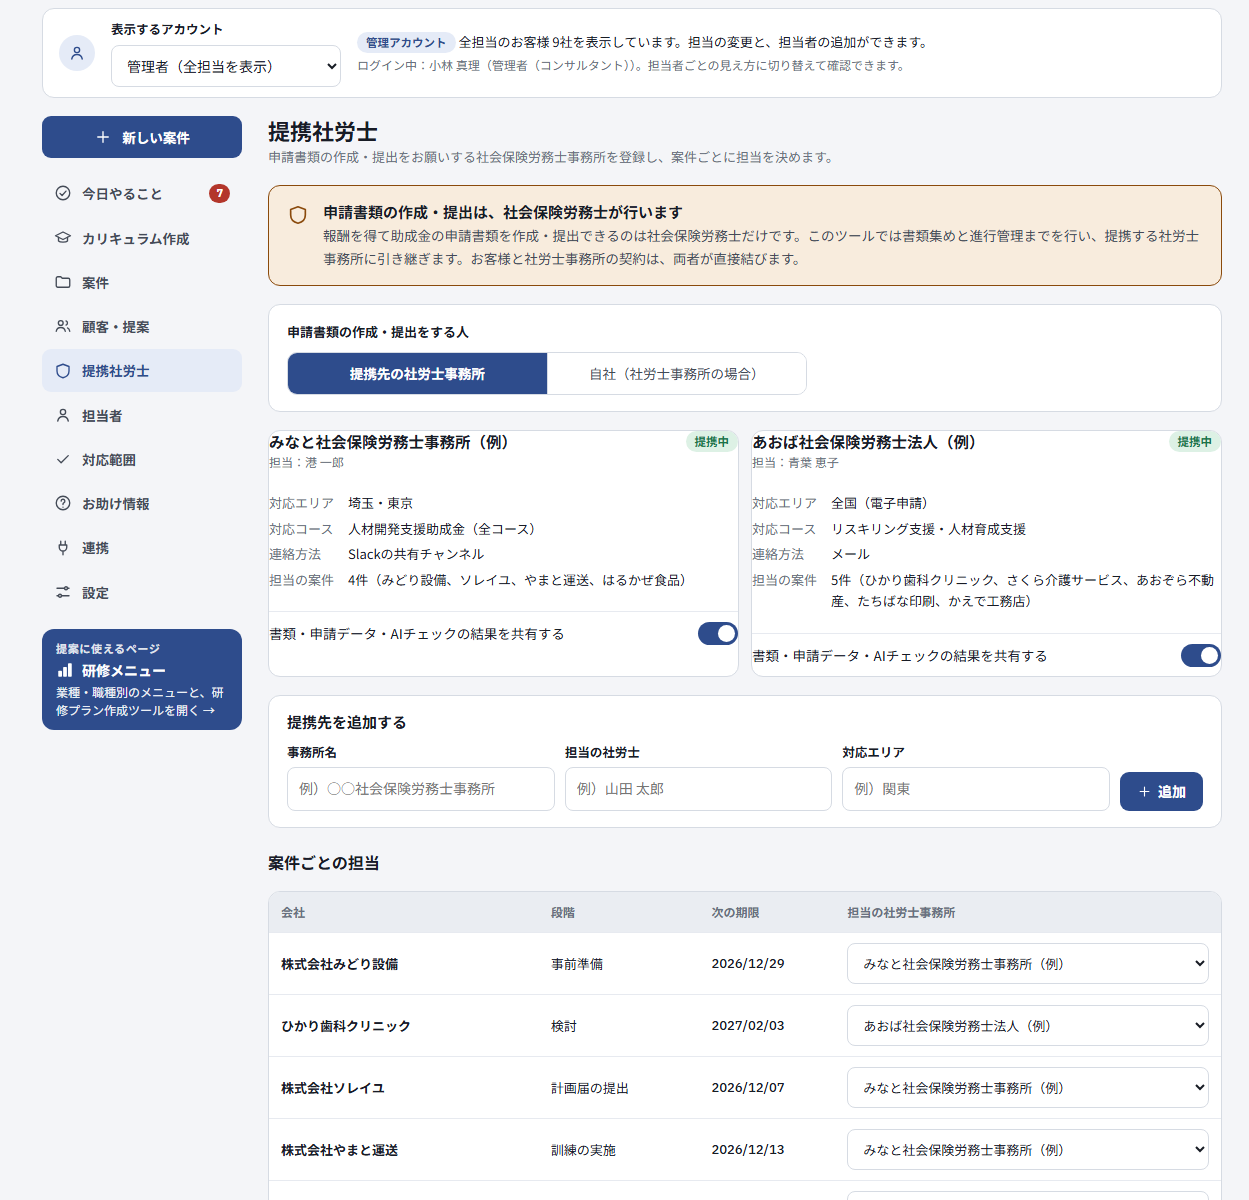 表示するアカウント
管理者（全担当を表示）
管理アカウント 全担当のお客様 9社を表示しています。担当の変更と、担当者の追加ができます。
ログイン中：小林 真理（管理者（コンサルタント））。担当者ごとの見え方に切り替えて確認できます。
＋ 新しい案件
今日やること 7
カリキュラム作成
案件
顧客・提案
提携社労士
担当者
対応範囲
お助け情報
連携
設定
提案に使えるページ
研修メニュー
業種・職種別のメニューと、研
修プラン作成ツールを開く →
提携社労士
申請書類の作成・提出をお願いする社会保険労務士事務所を登録し、案件ごとに担当を決めます。
申請書類の作成・提出は、社会保険労務士が行います
報酬を得て助成金の申請書類を作成・提出できるのは社会保険労務士だけです。このツールでは書類集めと進行管理までを行い、提携する社労士
事務所に引き継ぎます。お客様と社労士事務所の契約は、両者が直接結びます。
申請書類の作成・提出をする人
提携先の社労士事務所
自社（社労士事務所の場合）
みなと社会保険労務士事務所（例） 提携中
担当：港 一郎
対応エリア 埼玉・東京
対応コース 人材開発支援助成金（全コース）
連絡方法 Slackの共有チャンネル
担当の案件 4件（みどり設備、ソレイユ、やまと運送、はるかぜ食品）
書類・申請データ・AIチェックの結果を共有する
あおば社会保険労務士法人（例） 提携中
担当：青葉 恵子
対応エリア 全国（電子申請）
対応コース リスキリング支援・人材育成支援
連絡方法 メール
担当の案件 5件（ひかり歯科クリニック、さくら介護サービス、あおぞら不動
産、たちばな印刷、かえで工務店）
書類・申請データ・AIチェックの結果を共有する
提携先を追加する
事務所名
例）〇〇社会保険労務士事務所
担当の社労士
例）山田 太郎
対応エリア
例）関東
＋ 追加
案件ごとの担当
会社 段階 次の期限 担当の社労士事務所
株式会社みどり設備 事前準備 2026/12/29 みなと社会保険労務士事務所（例）
ひかり歯科クリニック 検討 2027/02/03 あおば社会保険労務士法人（例）
株式会社ソレイユ 計画届の提出 2026/12/07 みなと社会保険労務士事務所（例）
株式会社やまと運送 訓練の実施 2026/12/13 みなと社会保険労務士事務所（例）